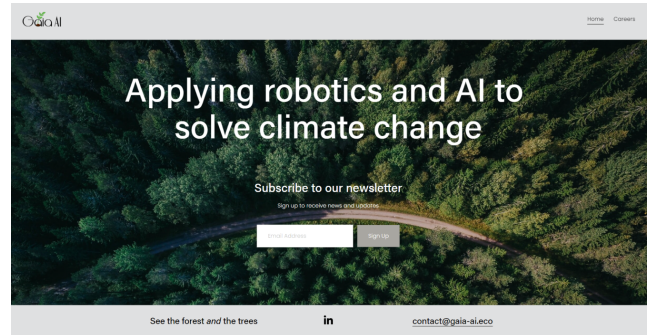 Gaia AI
Home Careers
Applying robotics and AI to
solve climate change
Subscribe to our newsletter
Sign up to receive news and updates
Email Address
Sign Up
See the forest and the trees
in
contact@gaia-ai.eco